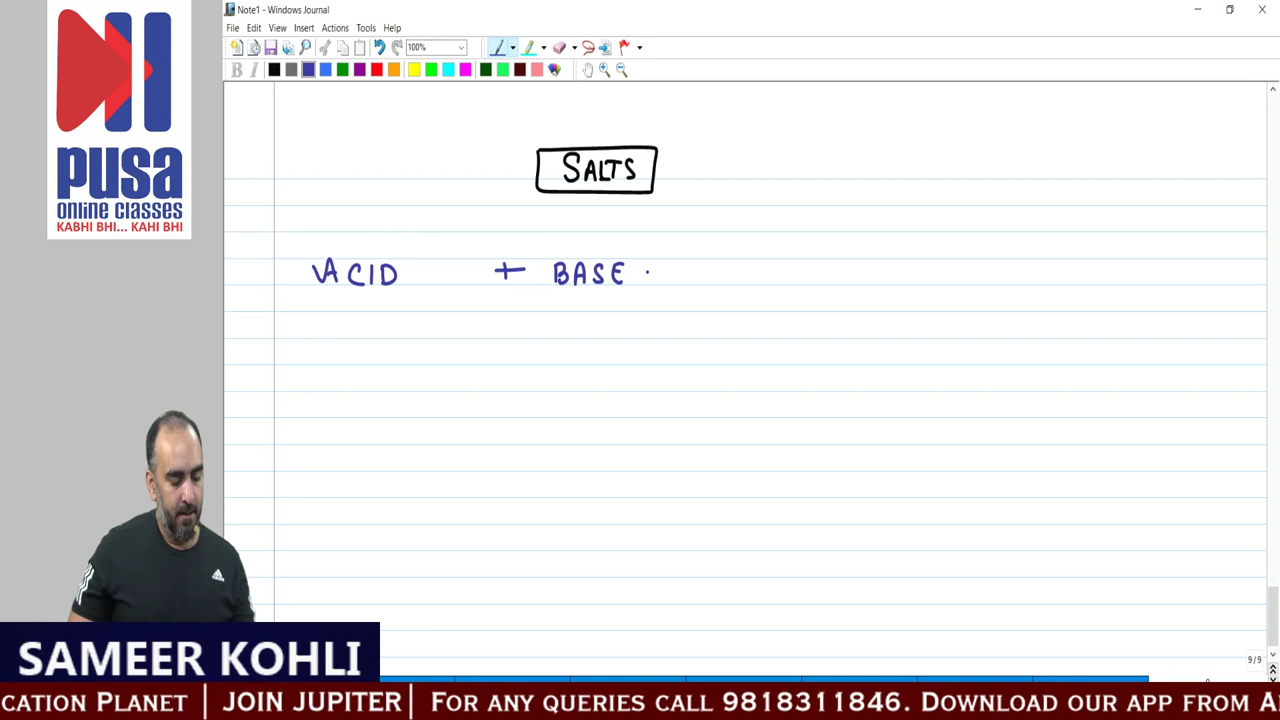 Note1 - Windows Journal
File Edit View Insert Actions Tools Help
100%
B I
PUSA
ONLINE CLASSES
KABHI BHI... KAHI BHI
SALTS
ACID + BASE
9/9
SAMEER KOHLI
cation Planet | JOIN JUPITER | For any queries call 9818311846. Download our app from A